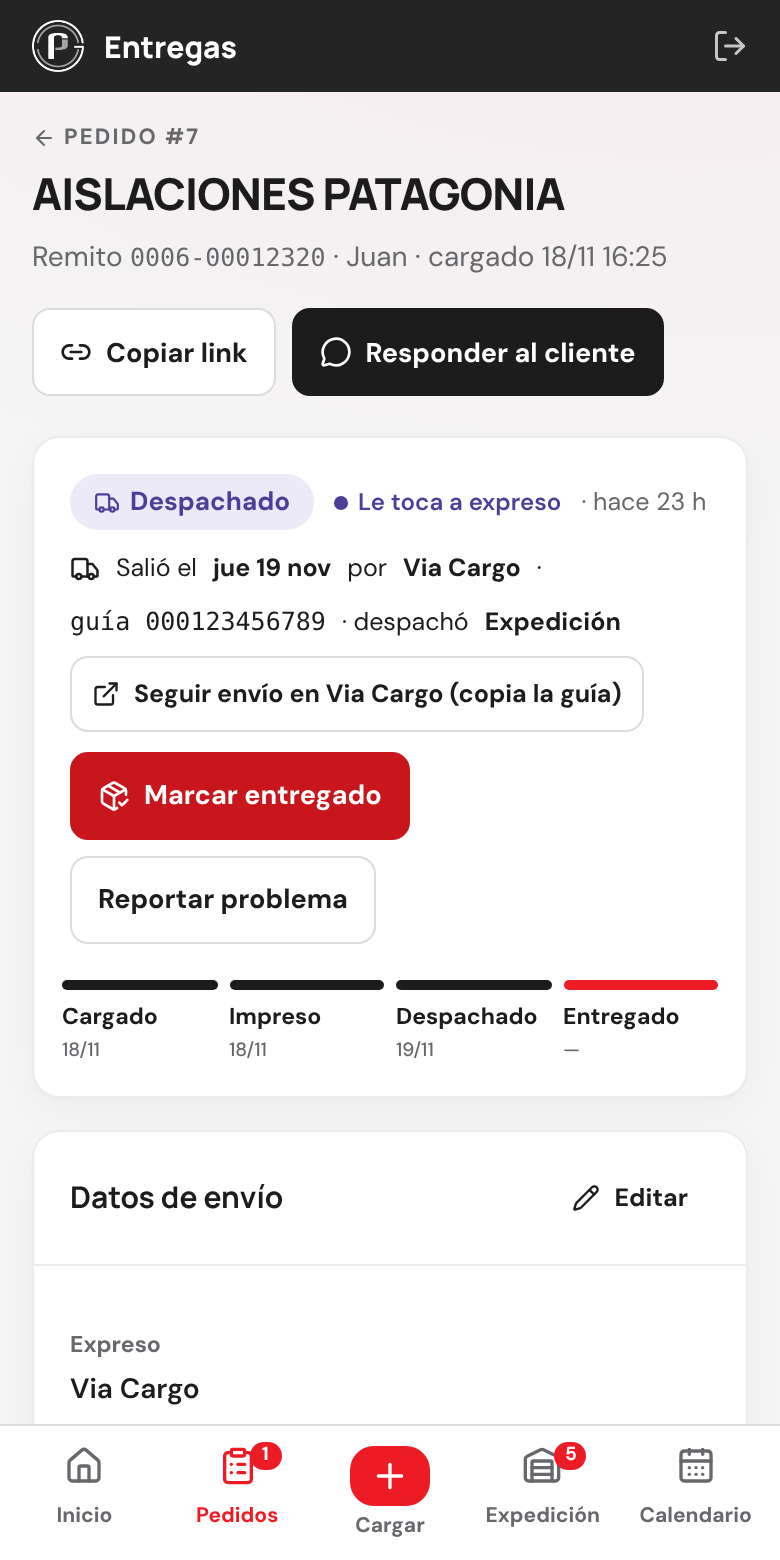 Entregas
← PEDIDO #7
AISLACIONES PATAGONIA
Remito 0006-00012320 · Juan · cargado 18/11 16:25
Copiar link
Responder al cliente
Despachado
Le toca a expreso · hace 23 h
Salió el jue 19 nov por Via Cargo ·
guía 000123456789 · despachó Expedición
Seguir envío en Via Cargo (copia la guía)
Marcar entregado
Reportar problema
Cargado Impreso Despachado Entregado
18/11 18/11 19/11 —
Datos de envío
Editar
Expreso
Via Cargo
1 5
Inicio Pedidos Cargar Expedición Calendario